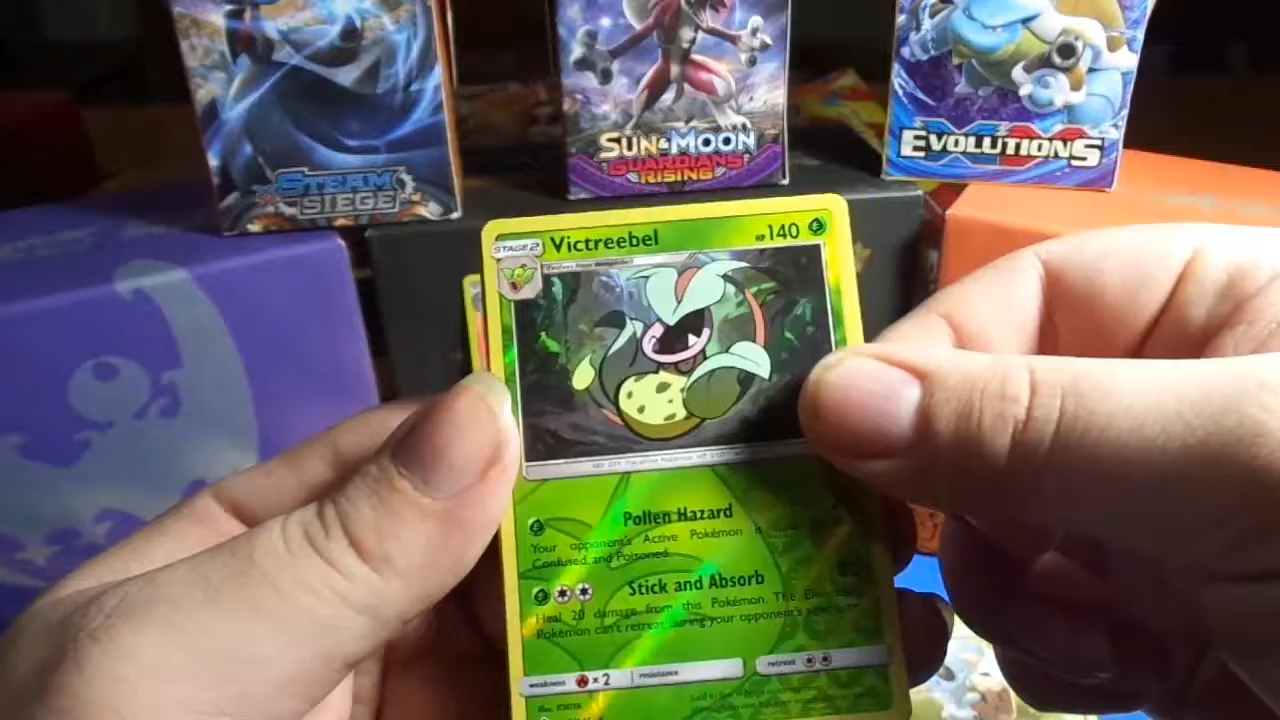 STEAM
SIEGE
SUN & MOON
GUARDIANS
RISING
XY
EVOLUTIONS
STAGE 2
Victreebel
HP 140
Pollen Hazard
Your opponent's Active Pokémon is
Confused, and Poisoned.
Stick and Absorb
Heal 20 damage from this Pokémon. The
Pokémon can't retreat during your opponent's
weakness × 2
resistance
retreat